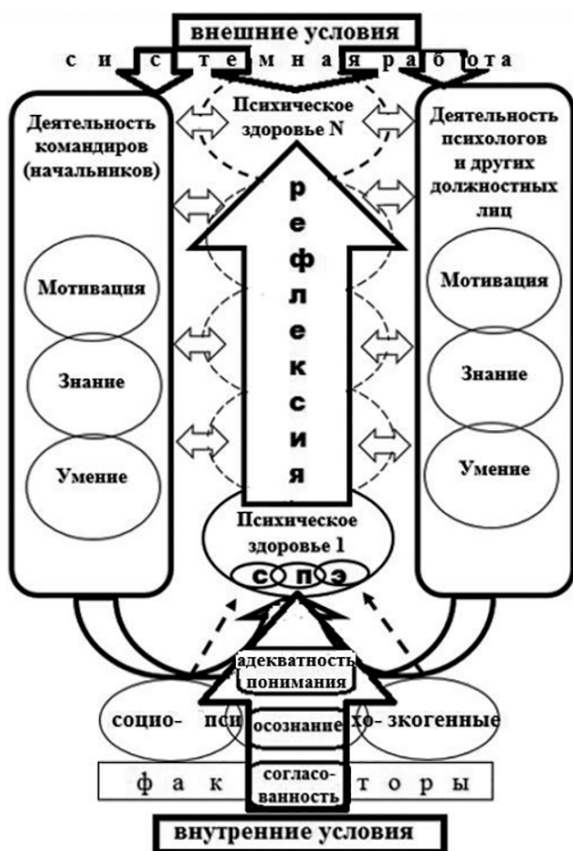 внешние условия
с и с т е м н а я р а б о т а
Психическое
здоровье N
Деятельность
командиров
(начальников)
Мотивация
Знание
Умение
рефлексия
Деятельность
психологов
и других
должностных
лиц
Мотивация
Знание
Умение
Психическое
здоровье 1
С П Э
адекватность
понимания
социо- пси осознание хо- зкогенные
ф а к согласо- т о р ы
ванность
внутренние условия